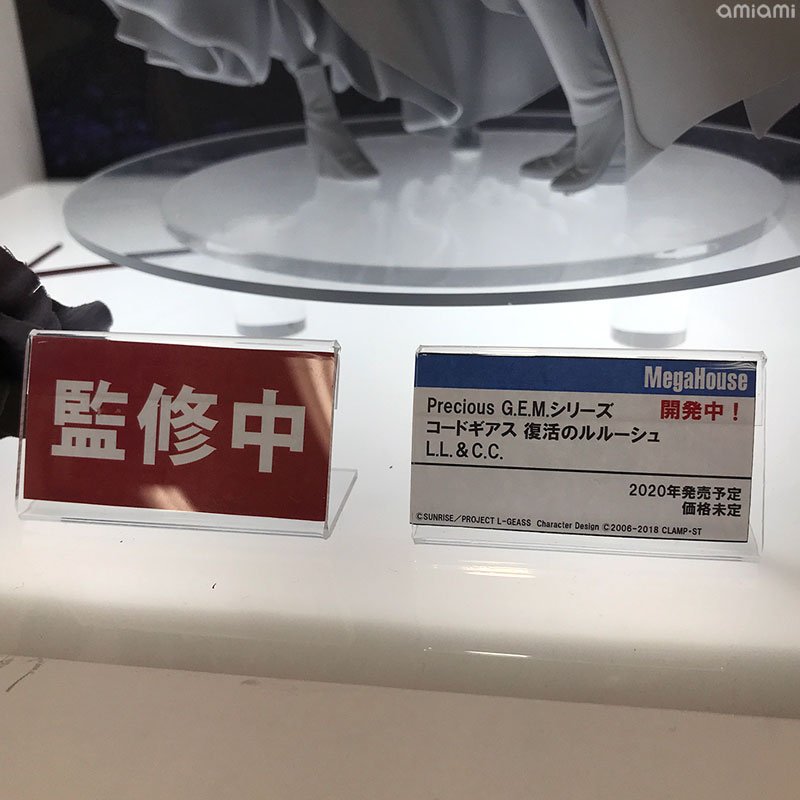 amiami
監修中
MegaHouse
Precious G.E.M.シリーズ 開発中！
コードギアス 復活のルルーシュ
L.L.＆C.C.
2020年発売予定
価格未定
©SUNRISE／PROJECT L-GEASS Character Design ©2006-2018 CLAMP・ST